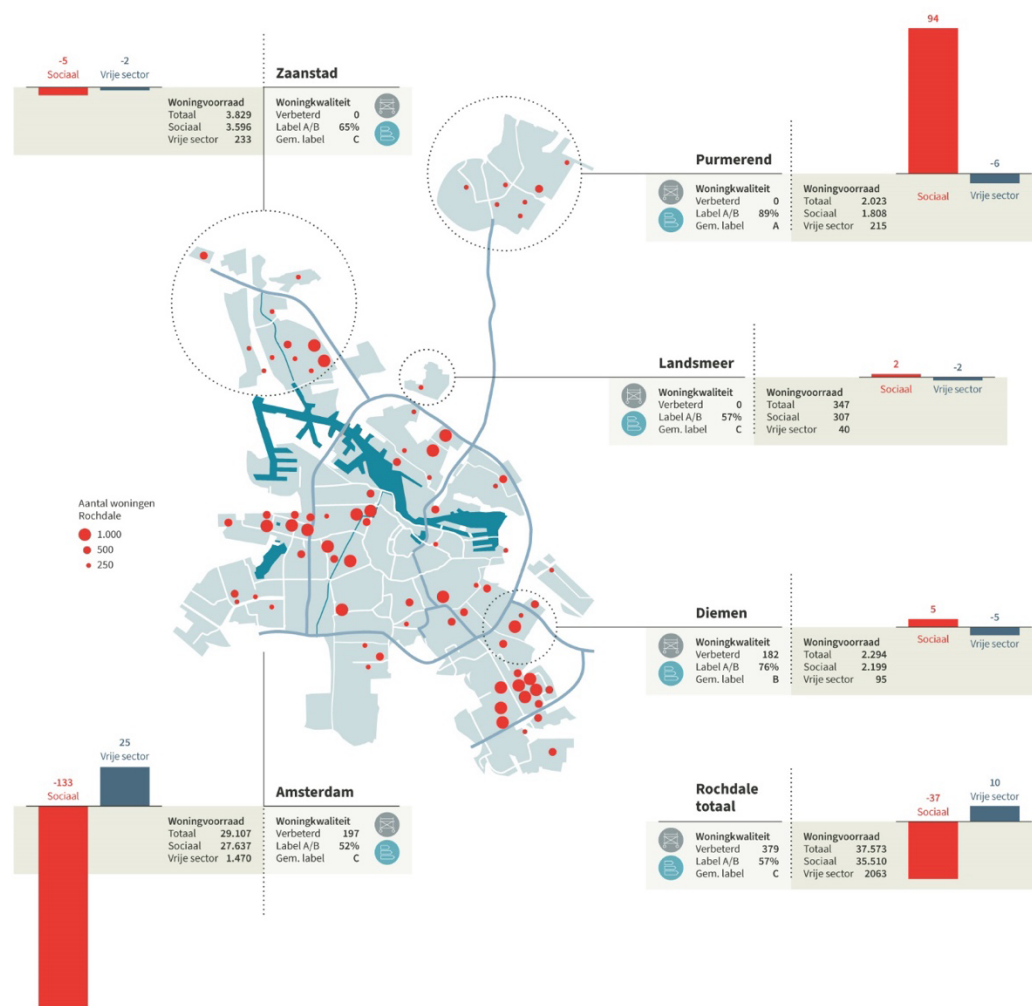 -5
Sociaal
-2
Vrije sector
Zaanstad
Woningvoorraad
Totaal 3.829
Sociaal 3.596
Vrije sector 233
Woningkwaliteit
Verbeterd 0
Label A/B 65%
Gem. label C
94
Sociaal
-6
Vrije sector
Purmerend
Woningkwaliteit
Verbeterd 0
Label A/B 89%
Gem. label A
Woningvoorraad
Totaal 2.023
Sociaal 1.808
Vrije sector 215
Landsmeer
Woningkwaliteit
Verbeterd 0
Label A/B 57%
Gem. label C
Woningvoorraad
Totaal 347
Sociaal 307
Vrije sector 40
2
Sociaal
-2
Vrije sector
Aantal woningen
Rochdale
1.000
500
250
Diemen
Woningkwaliteit
Verbeterd 182
Label A/B 76%
Gem. label B
Woningvoorraad
Totaal 2.294
Sociaal 2.199
Vrije sector 95
5
Sociaal
-5
Vrije sector
-133
Sociaal
25
Vrije sector
Amsterdam
Woningvoorraad
Totaal 29.107
Sociaal 27.637
Vrije sector 1.470
Woningkwaliteit
Verbeterd 197
Label A/B 52%
Gem. label C
Rochdale
totaal
Woningkwaliteit
Verbeterd 379
Label A/B 57%
Gem. label C
Woningvoorraad
Totaal 37.573
Sociaal 35.510
Vrije sector 2063
-37
Sociaal
10
Vrije sector